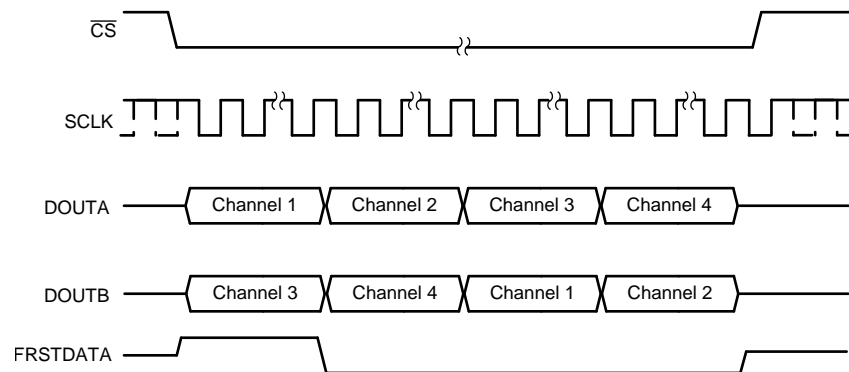 CS
SCLK
DOUTA Channel 1 Channel 2 Channel 3 Channel 4
DOUTB Channel 3 Channel 4 Channel 1 Channel 2
FRSTDATA